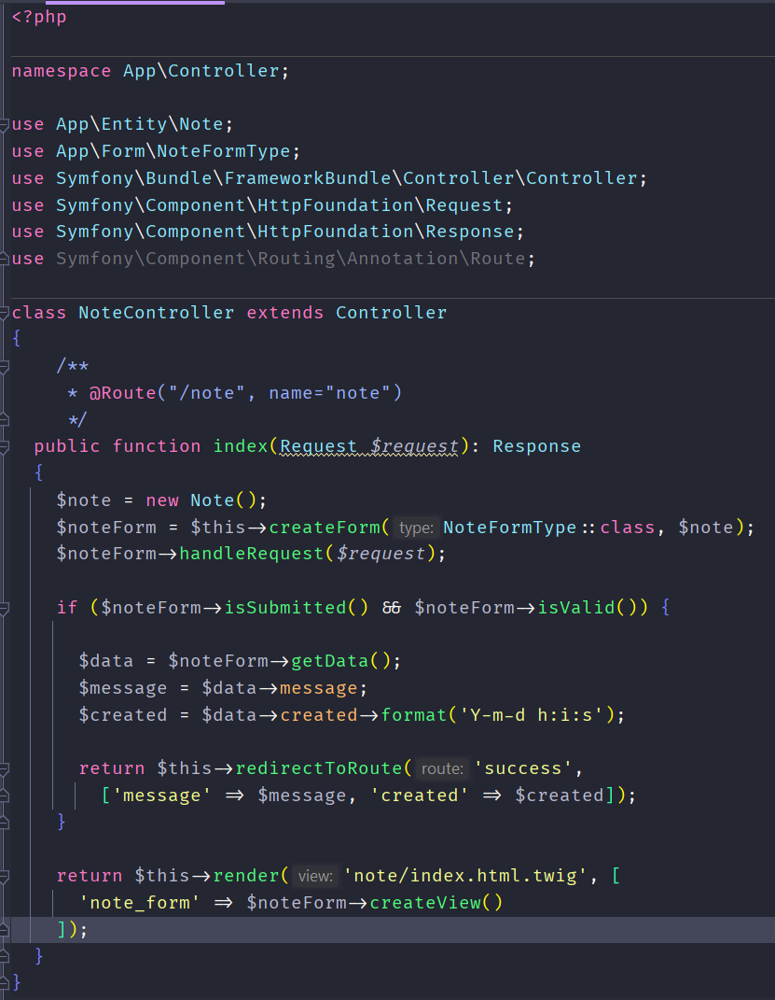 <?php
namespace App\Controller;
use App\Entity\Note;
use App\Form\NoteFormType;
use Symfony\Bundle\FrameworkBundle\Controller\Controller;
use Symfony\Component\HttpFoundation\Request;
use Symfony\Component\HttpFoundation\Response;
use Symfony\Component\Routing\Annotation\Route;
class NoteController extends Controller
{
/**
* @Route("/note", name="note")
*/
public function index(Request $request): Response
{
$note = new Note();
$noteForm = $this->createForm( type: NoteFormType::class, $note);
$noteForm->handleRequest($request);
if ($noteForm->isSubmitted() && $noteForm->isValid()) {
$data = $noteForm->getData();
$message = $data->message;
$created = $data->created->format('Y-m-d h:i:s');
return $this->redirectToRoute( route: 'success',
['message' => $message, 'created' => $created]);
}
return $this->render( view: 'note/index.html.twig', [
'note_form' => $noteForm->createView()
]);
}
}